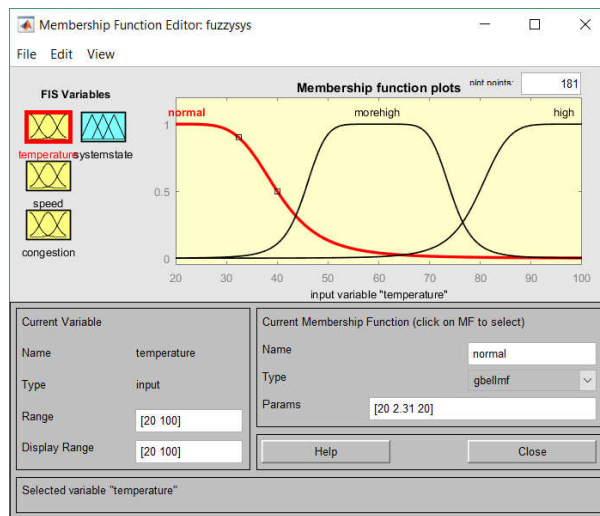 Membership Function Editor: fuzzysys
File Edit View
FIS Variables
temperature systemstate
speed
congestion
Membership function plots
plot points:
181
normal
morehigh
high
1
0.5
0
20 30 40 50 60 70 80 90 100
input variable "temperature"
Current Variable
Name temperature
Type input
Range [20 100]
Display Range [20 100]
Current Membership Function (click on MF to select)
Name normal
Type gbellmf
Params [20 2.31 20]
Help Close
Selected variable "temperature"